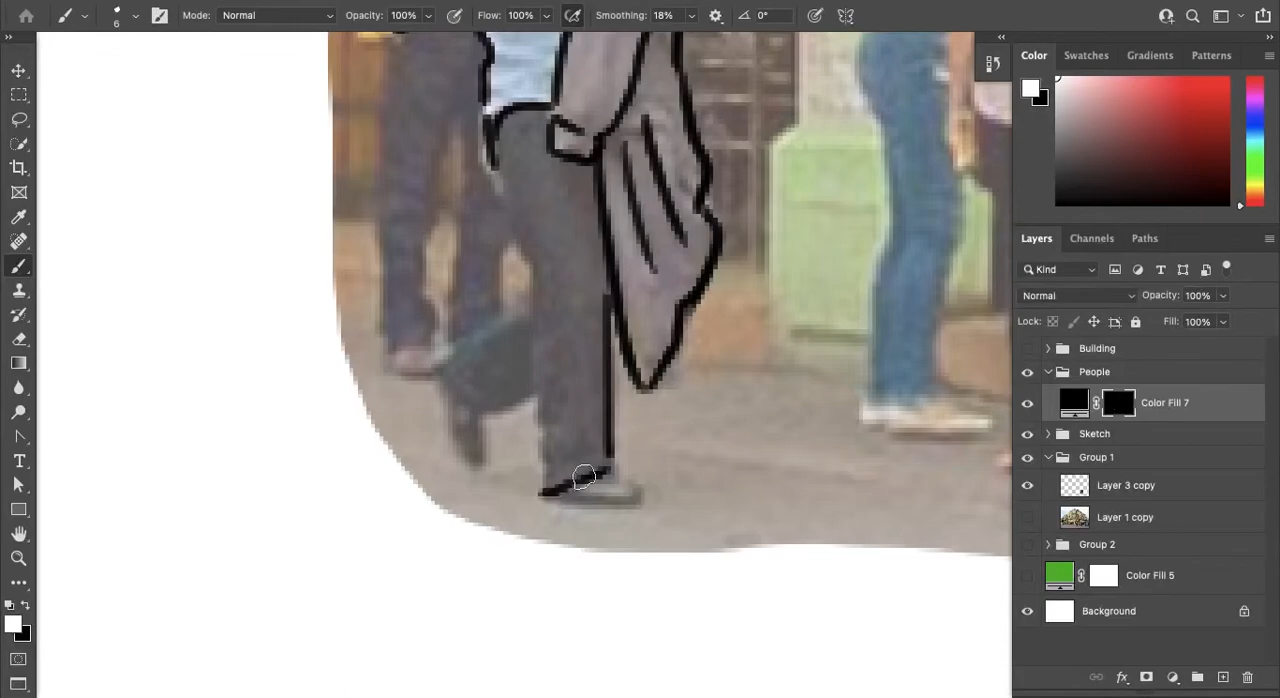 6 Mode: Normal Opacity: 100% Flow: 100% Smoothing: 18% 0°
Color Swatches Gradients Patterns
Layers Channels Paths
Kind
Normal Opacity: 100%
Lock: Fill: 100%
Building
People
Color Fill 7
Sketch
Group 1
Layer 3 copy
Layer 1 copy
Group 2
Color Fill 5
Background